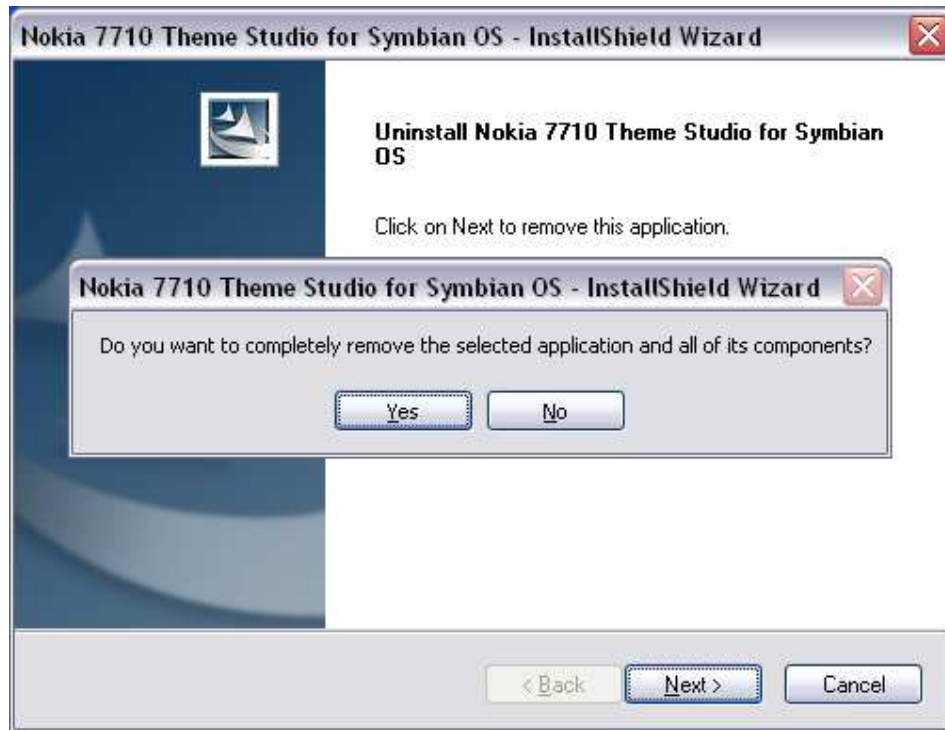 Nokia 7710 Theme Studio for Symbian OS - InstallShield Wizard
Uninstall Nokia 7710 Theme Studio for Symbian
OS
Click on Next to remove this application.
Nokia 7710 Theme Studio for Symbian OS - InstallShield Wizard
Do you want to completely remove the selected application and all of its components?
Yes
No
< Back
Next >
Cancel